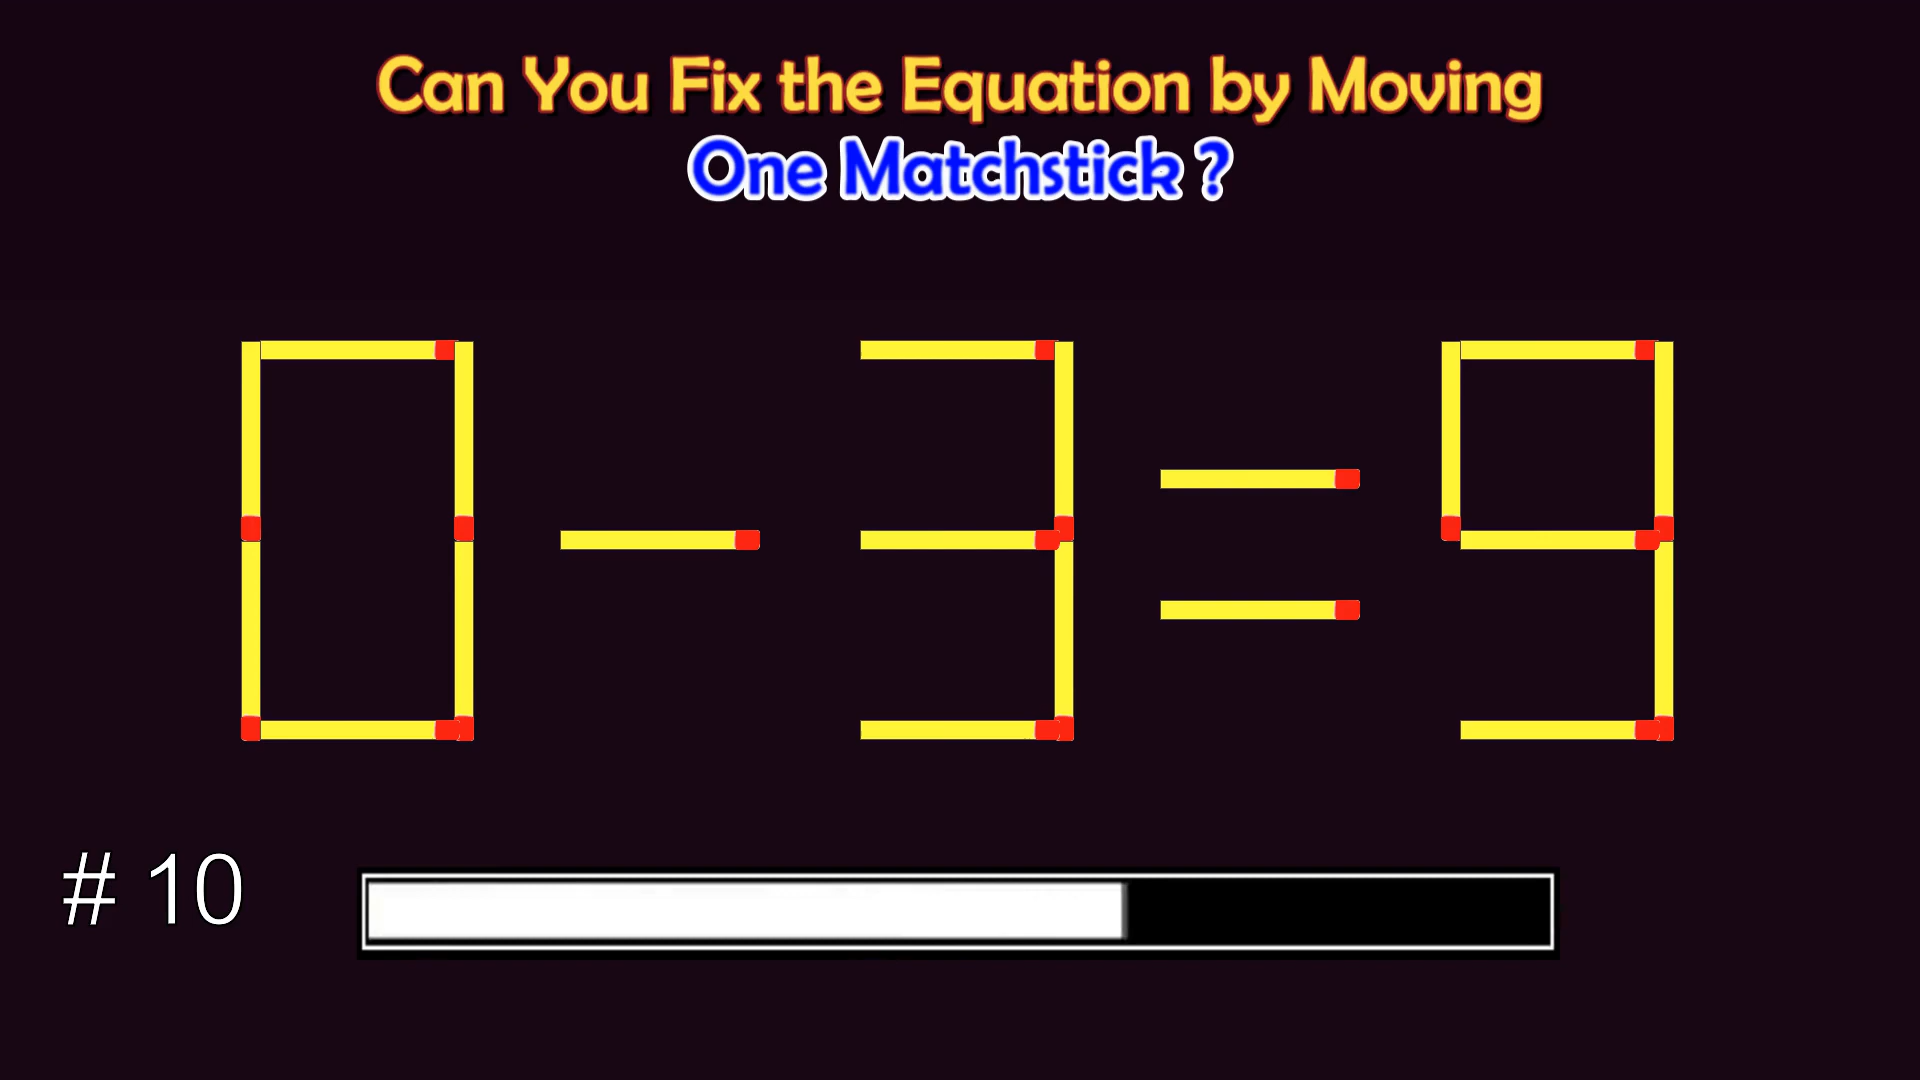 Can You Fix the Equation by Moving
One Matchstick ?
0 - 3 = 9
# 10